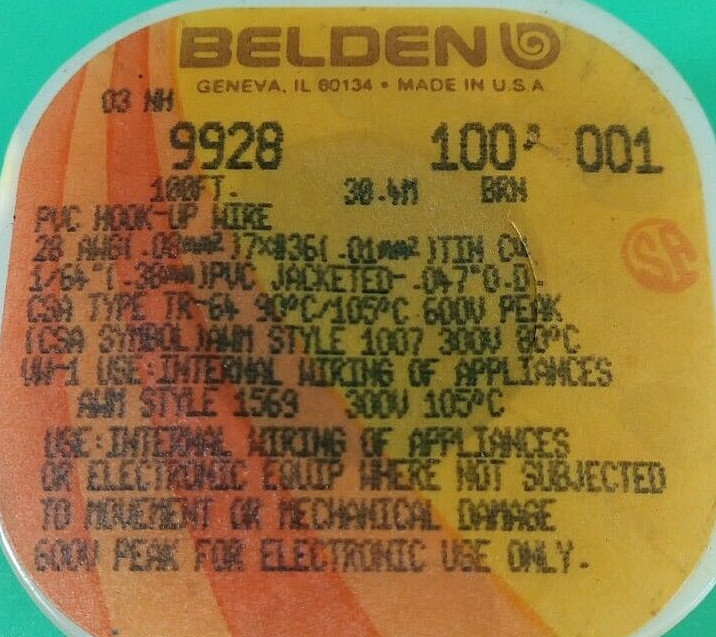 BELDEN
GENEVA, IL 60134 • MADE IN U.S.A
03 NH
9928 100' 001
100FT. 30.4M BRN
PVC HOOK-UP WIRE
28 AWG( .08mm² )7x#36( .01mm² )TIN CU.
1/64"( .38mm)PVC JACKETED- .047"O.D.
CSA TYPE TR-64 90°C/105°C 600V PEAK
(CSA SYMBOL)AWM STYLE 1007 300V 80°C
VW-1 USE:INTERNAL WIRING OF APPLIANCES
AWM STYLE 1569 300V 105°C
USE:INTERNAL WIRING OF APPLIANCES
OR ELECTRONIC EQUIP WHERE NOT SUBJECTED
TO MOVEMENT OR MECHANICAL DAMAGE
600V PEAK FOR ELECTRONIC USE ONLY.
SA